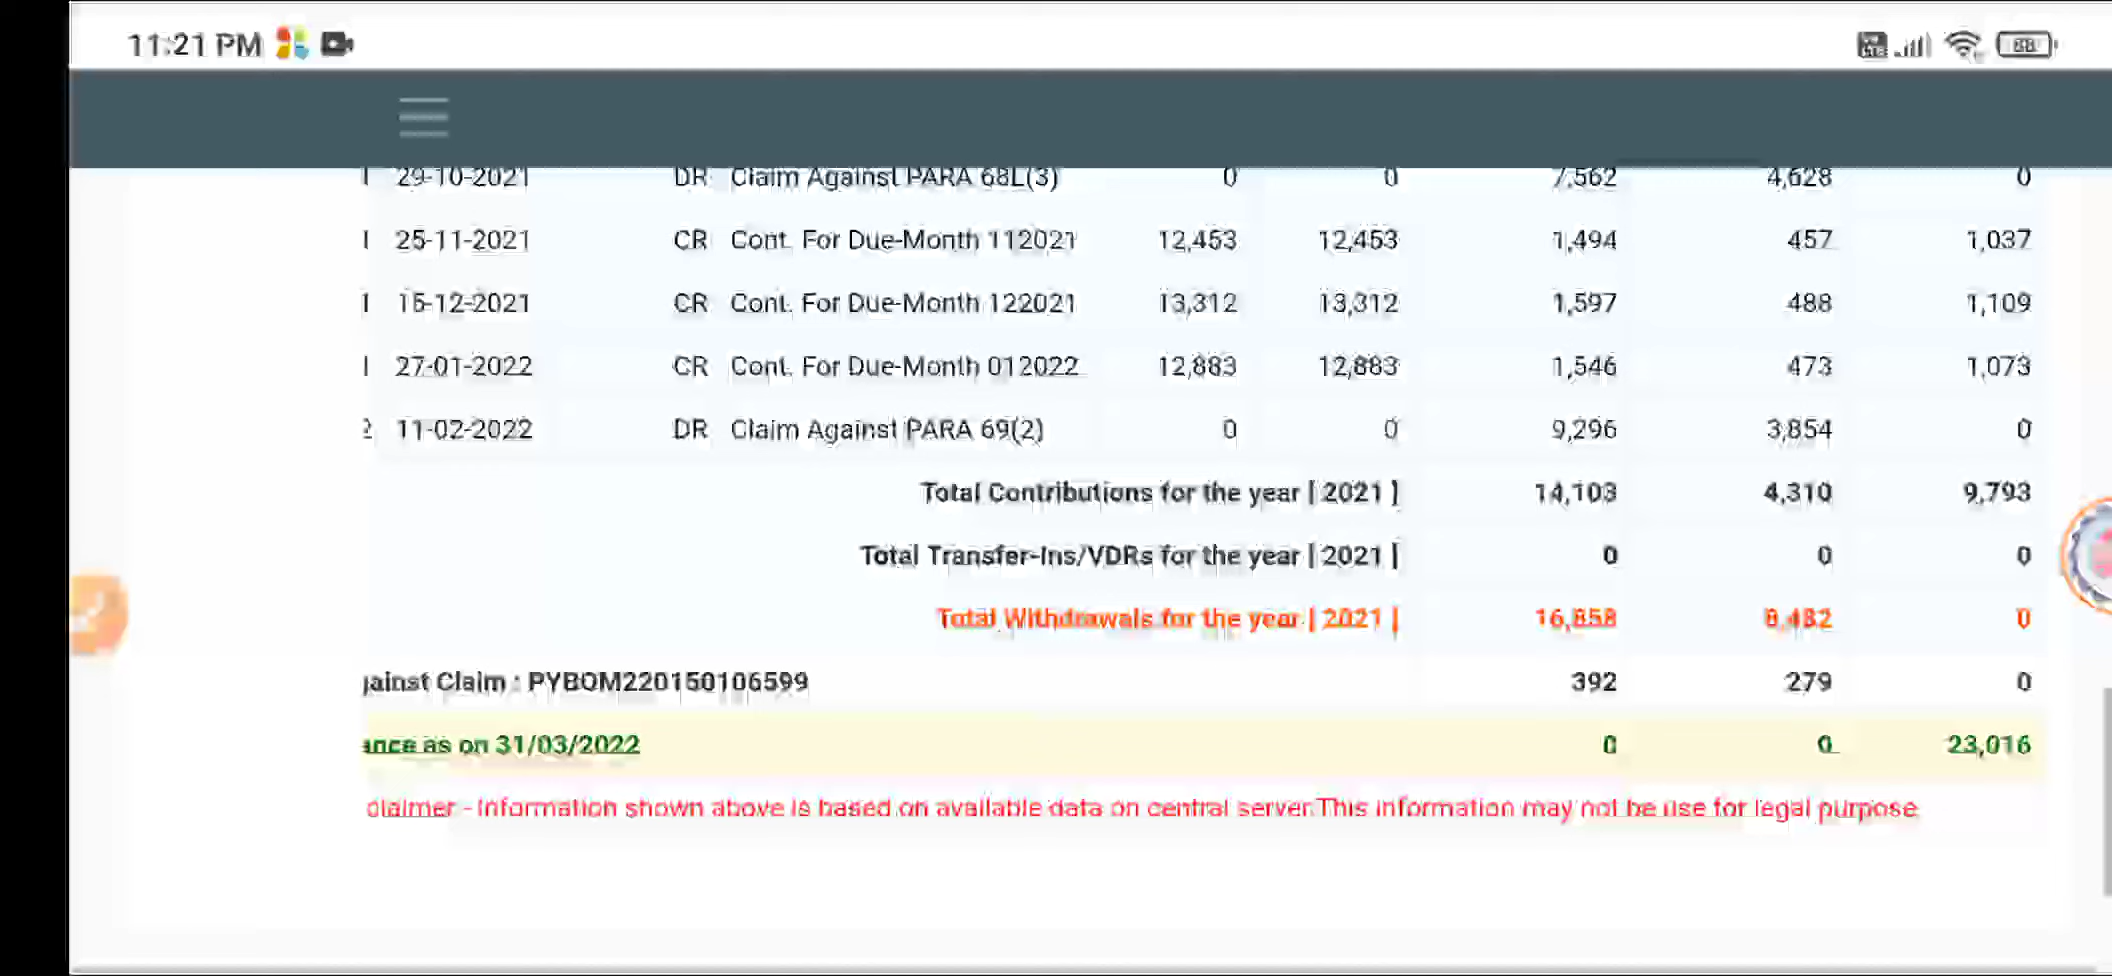 11:21 PM
29-10-2021 DR Claim Against PARA 68L(3) 0 0 7,562 4,628 0
25-11-2021 CR Cont. For Due-Month 112021 12,453 12,453 1,494 457 1,037
15-12-2021 CR Cont. For Due-Month 122021 13,312 13,312 1,597 488 1,109
27-01-2022 CR Cont. For Due-Month 012022 12,883 12,883 1,546 473 1,073
2 11-02-2022 DR Claim Against PARA 69(2) 0 0 9,296 3,854 0
Total Contributions for the year [ 2021 ] 14,103 4,310 9,793
Total Transfer-Ins/VDRs for the year [ 2021 ] 0 0 0
Total Withdrawals for the year [ 2021 ] 16,858 8,482 0
jainst Claim : PYBOM220150106599 392 279 0
ance as on 31/03/2022 0 0 23,016
claimer - Information shown above is based on available data on central server.This information may not be use for legal purpose